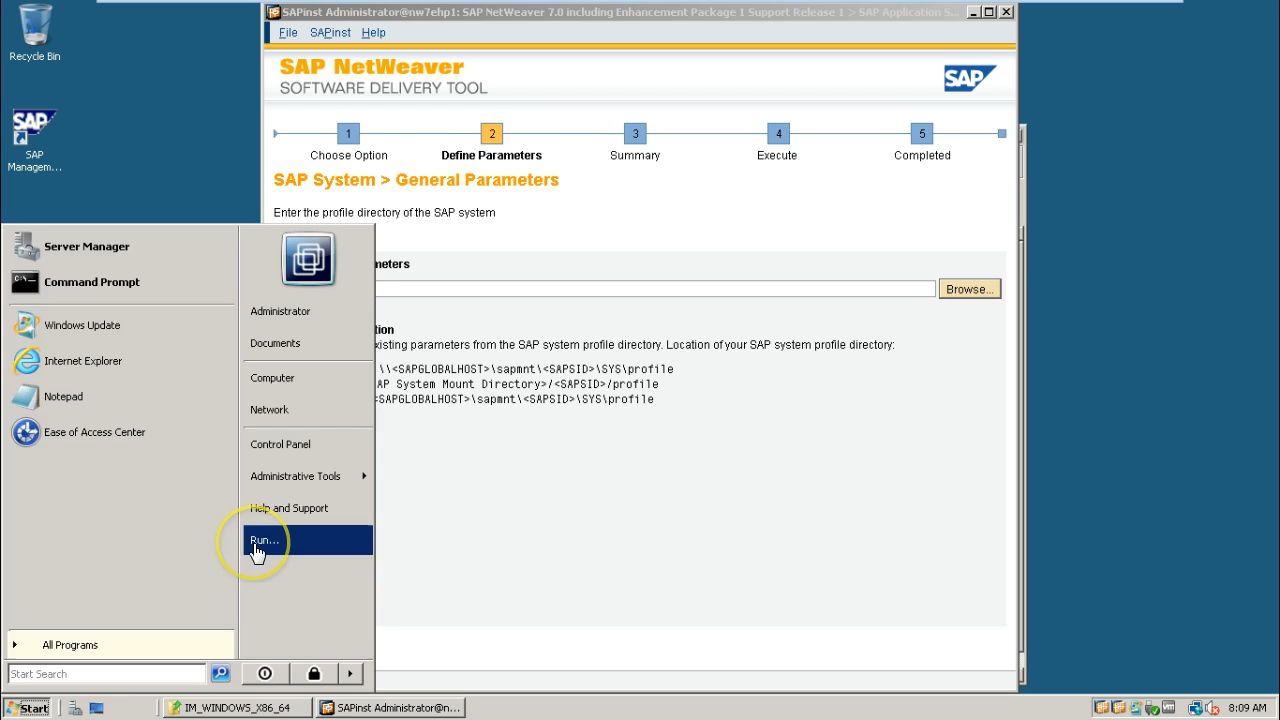 Recycle Bin
SAP
SAP
Managem...
SAPinst Administrator@nw7ehp1: SAP NetWeaver 7.0 including Enhancement Package 1 Support Release 1 > SAP Application S...
File SAPinst Help
SAP NetWeaver
SOFTWARE DELIVERY TOOL
SAP
1 2 3 4 5
Choose Option Define Parameters Summary Execute Completed
SAP System > General Parameters
Enter the profile directory of the SAP system
meters
Browse...
tion
xisting parameters from the SAP system profile directory. Location of your SAP system profile directory:
\\<SAPGLOBALHOST>\sapmnt\<SAPSID>\SYS\profile
AP System Mount Directory>/<SAPSID>/profile
<SAPGLOBALHOST>\sapmnt\<SAPSID>\SYS\profile
Server Manager
C:\
Command Prompt
Windows Update
Internet Explorer
Notepad
Ease of Access Center
All Programs
Start Search
Administrator
Documents
Computer
Network
Control Panel
Administrative Tools
Help and Support
Run...
Start
IM_WINDOWS_X86_64
SAPinst Administrator@n...
8:09 AM